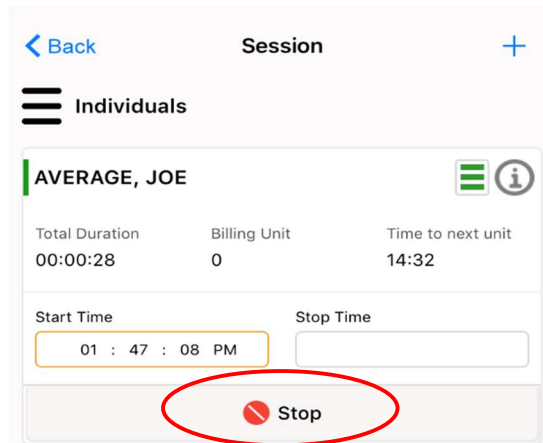 Back Session +
Individuals
AVERAGE, JOE
Total Duration Billing Unit Time to next unit
00:00:28 0 14:32
Start Time Stop Time
01 : 47 : 08 PM
Stop